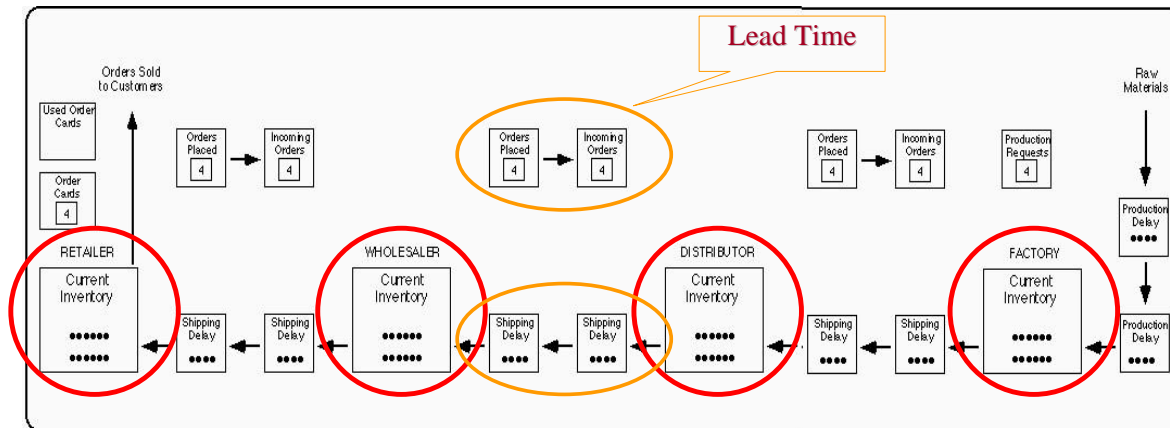 Lead Time
Orders Sold
to Customers
Raw
Materials
Used Order
Cards
Orders
Placed
4
Incoming
Orders
4
Orders
Placed
4
Incoming
Orders
4
Orders
Placed
4
Incoming
Orders
4
Production
Requests
4
Order
Cards
4
Production
Delay
RETAILER
WHOLESALER
DISTRIBUTOR
FACTORY
Current
Inventory
Shipping
Delay
Shipping
Delay
Current
Inventory
Shipping
Delay
Shipping
Delay
Current
Inventory
Shipping
Delay
Shipping
Delay
Current
Inventory
Production
Delay